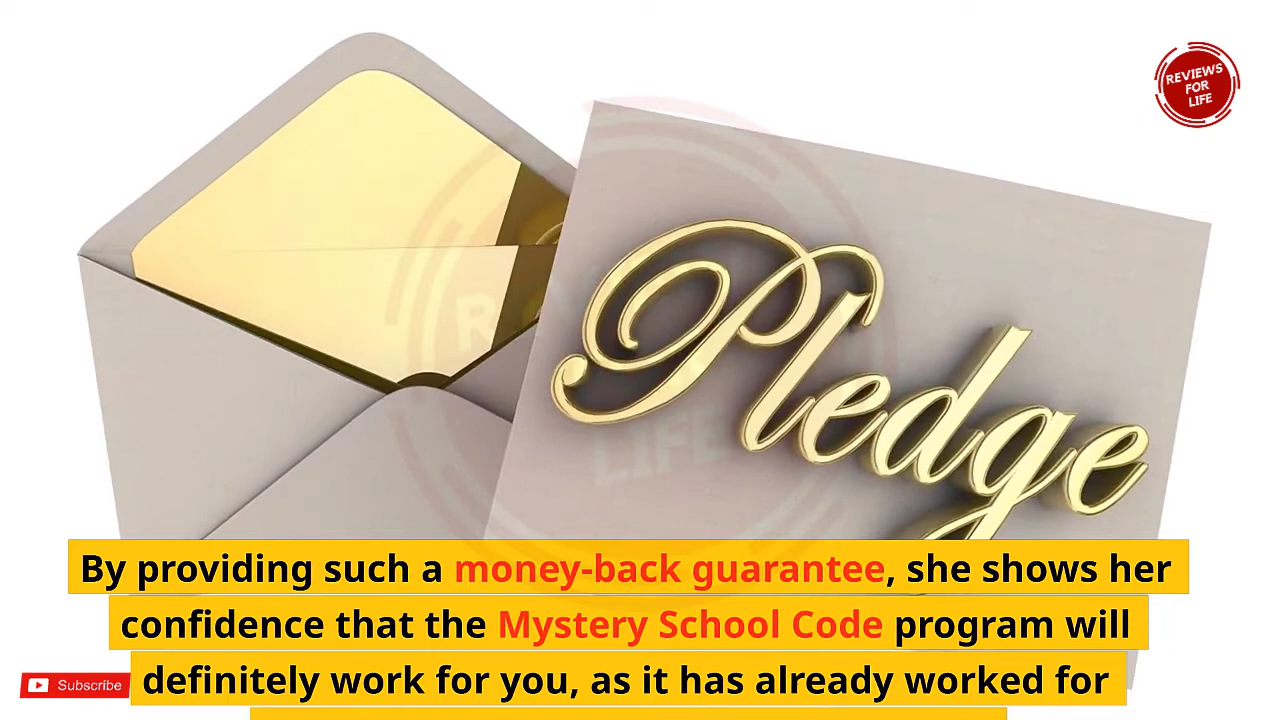 REVIEWS
FOR
LIFE
Pledge
LIFE
By providing such a money-back guarantee, she shows her
confidence that the Mystery School Code program will
definitely work for you, as it has already worked for
Subscribe